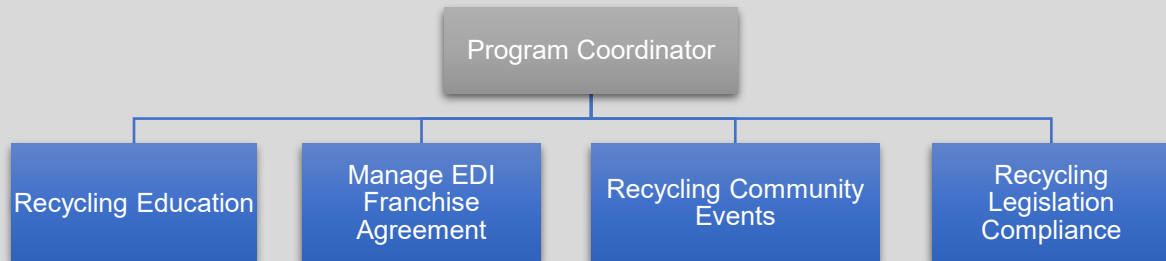 Program Coordinator
Recycling Education
Manage EDI
Franchise
Agreement
Recycling Community
Events
Recycling
Legislation
Compliance